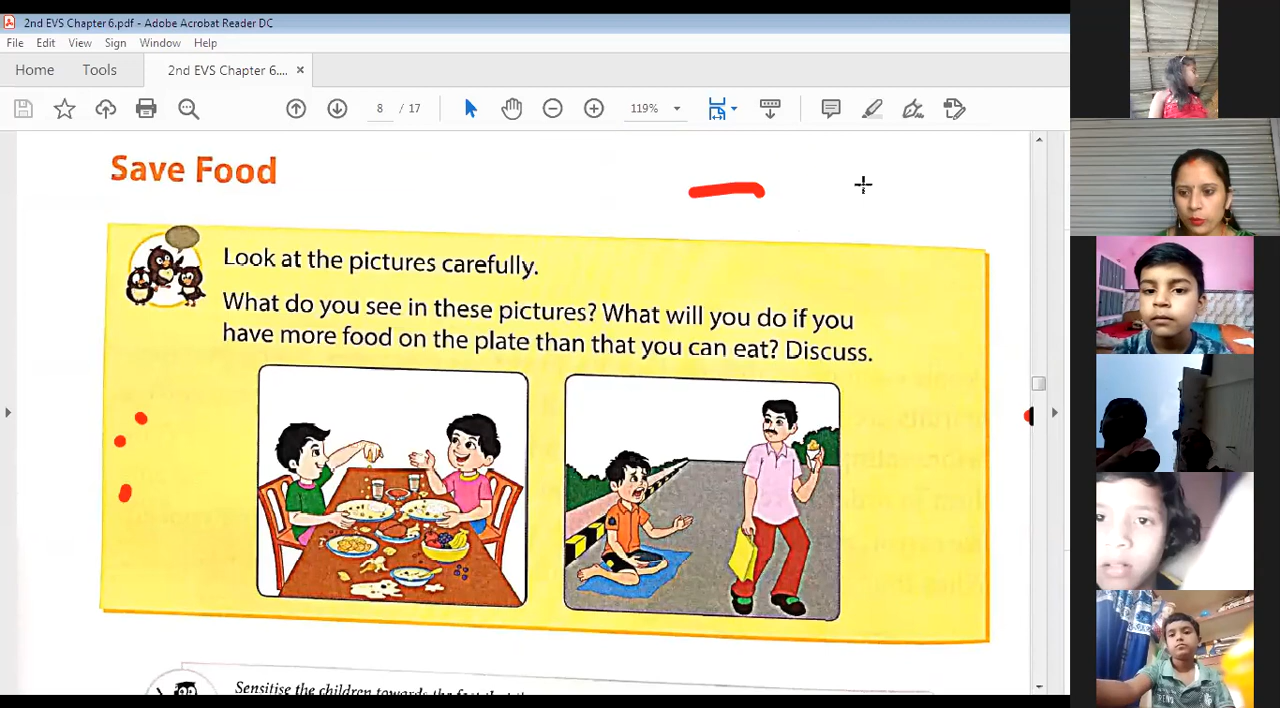 2nd EVS Chapter 6.pdf - Adobe Acrobat Reader DC
File Edit View Sign Window Help
Home Tools 2nd EVS Chapter 6.... ×
8 / 17 119%
Save Food
Look at the pictures carefully.
What do you see in these pictures? What will you do if you
have more food on the plate than that you can eat? Discuss.
Sensitise the children towards the fact that